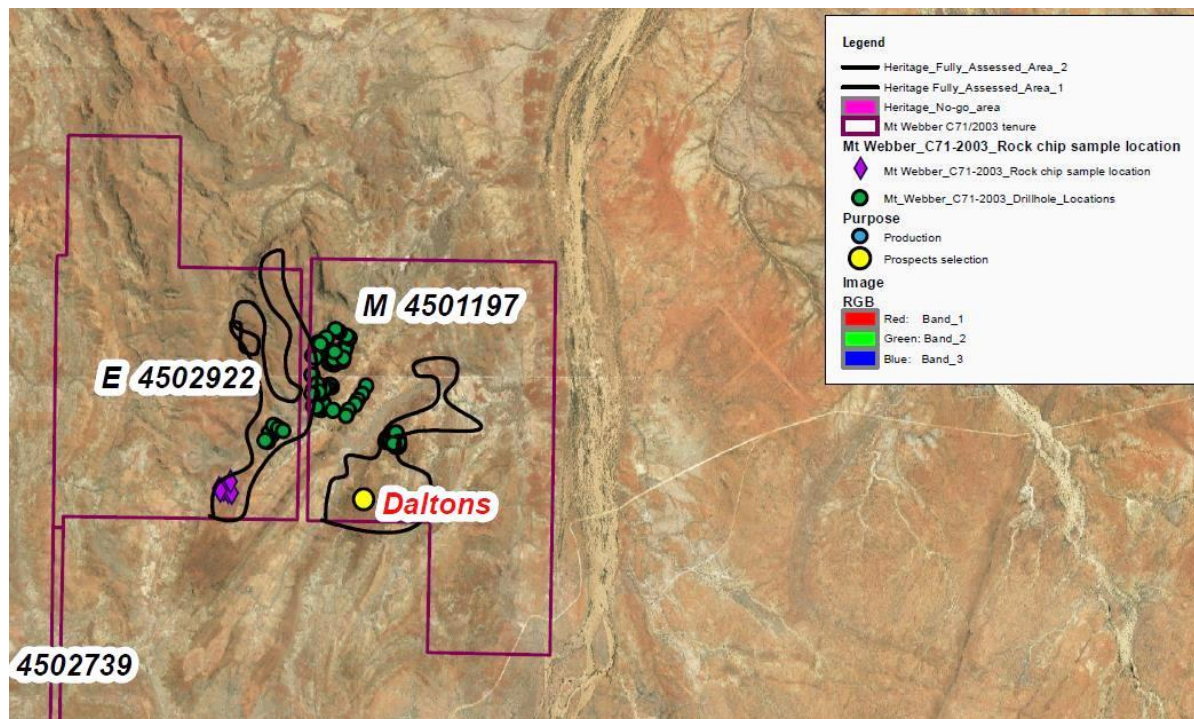 Legend
Heritage_Fully_Assessed_Area_2
Heritage Fully_Assessed_Area_1
Heritage_No-go_area
Mt Webber C71/2003 tenure
Mt Webber_C71-2003_Rock chip sample location
Mt Webber_C71-2003_Rock chip sample location
Mt_Webber_C71-2003_Drillhole_Locations
Purpose
Production
Prospects selection
Image
RGB
Red: Band_1
Green: Band_2
Blue: Band_3
M 4501197
E 4502922
Daltons
4502739